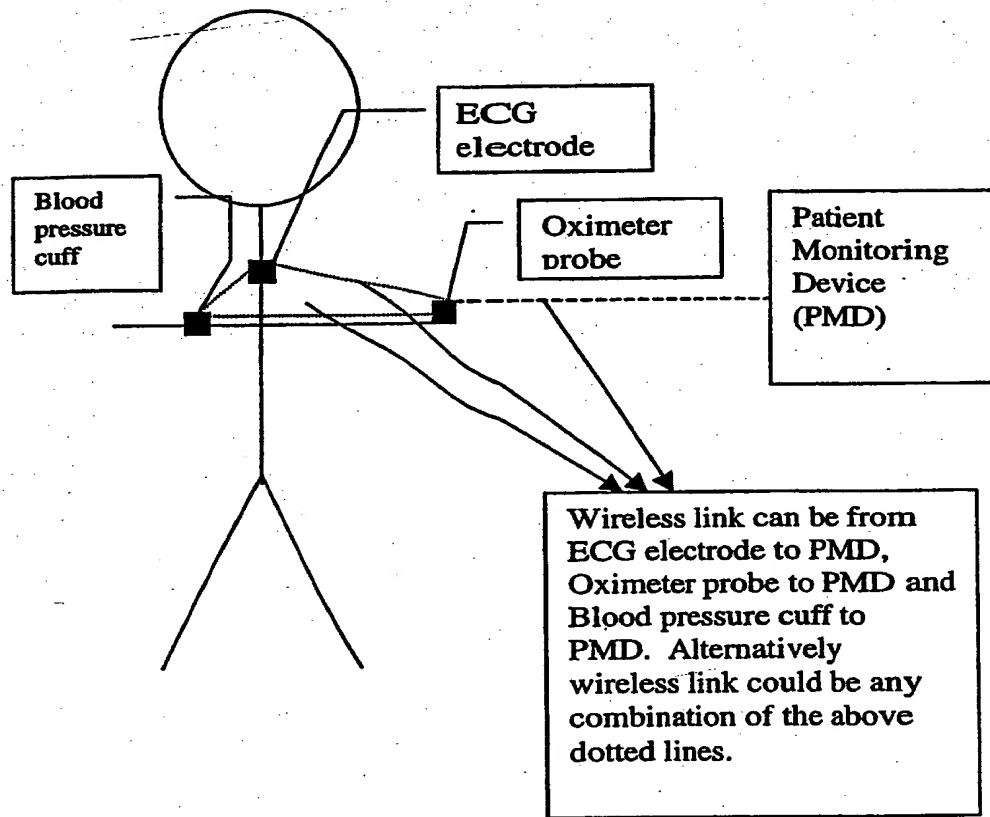 ECG
electrode
Blood
pressure
cuff
Oximeter
probe
Patient
Monitoring
Device
(PMD)
Wireless link can be from
ECG electrode to PMD,
Oximeter probe to PMD and
Blood pressure cuff to
PMD. Alternatively
wireless link could be any
combination of the above
dotted lines.